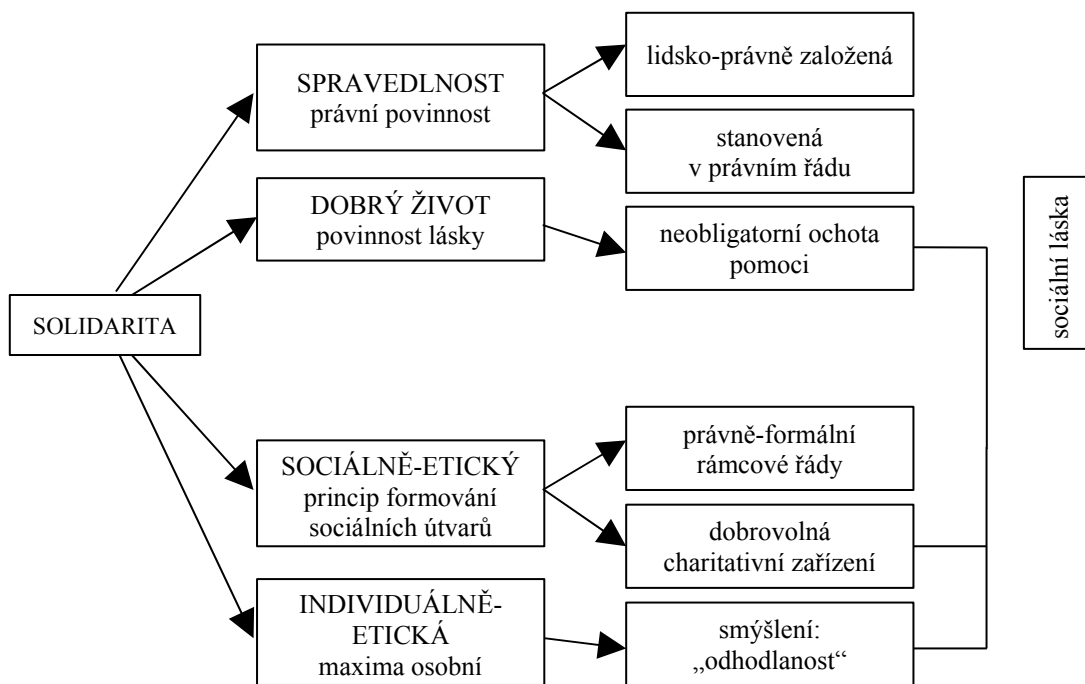 SOLIDARITA
SPRAVEDLNOST
právní povinnost
lidsko-právně založená
stanovená
v právním řádu
DOBRÝ ŽIVOT
povinnost lásky
neobligatorní ochota
pomoci
SOCIÁLNĚ-ETICKÝ
princip formování
sociálních útvarů
právně-formální
rámcové řády
dobrovolná
charitativní zařízení
INDIVIDUÁLNĚ-
ETICKÁ
maxima osobní
smýšlení:
„odhodlanost“
sociální láska